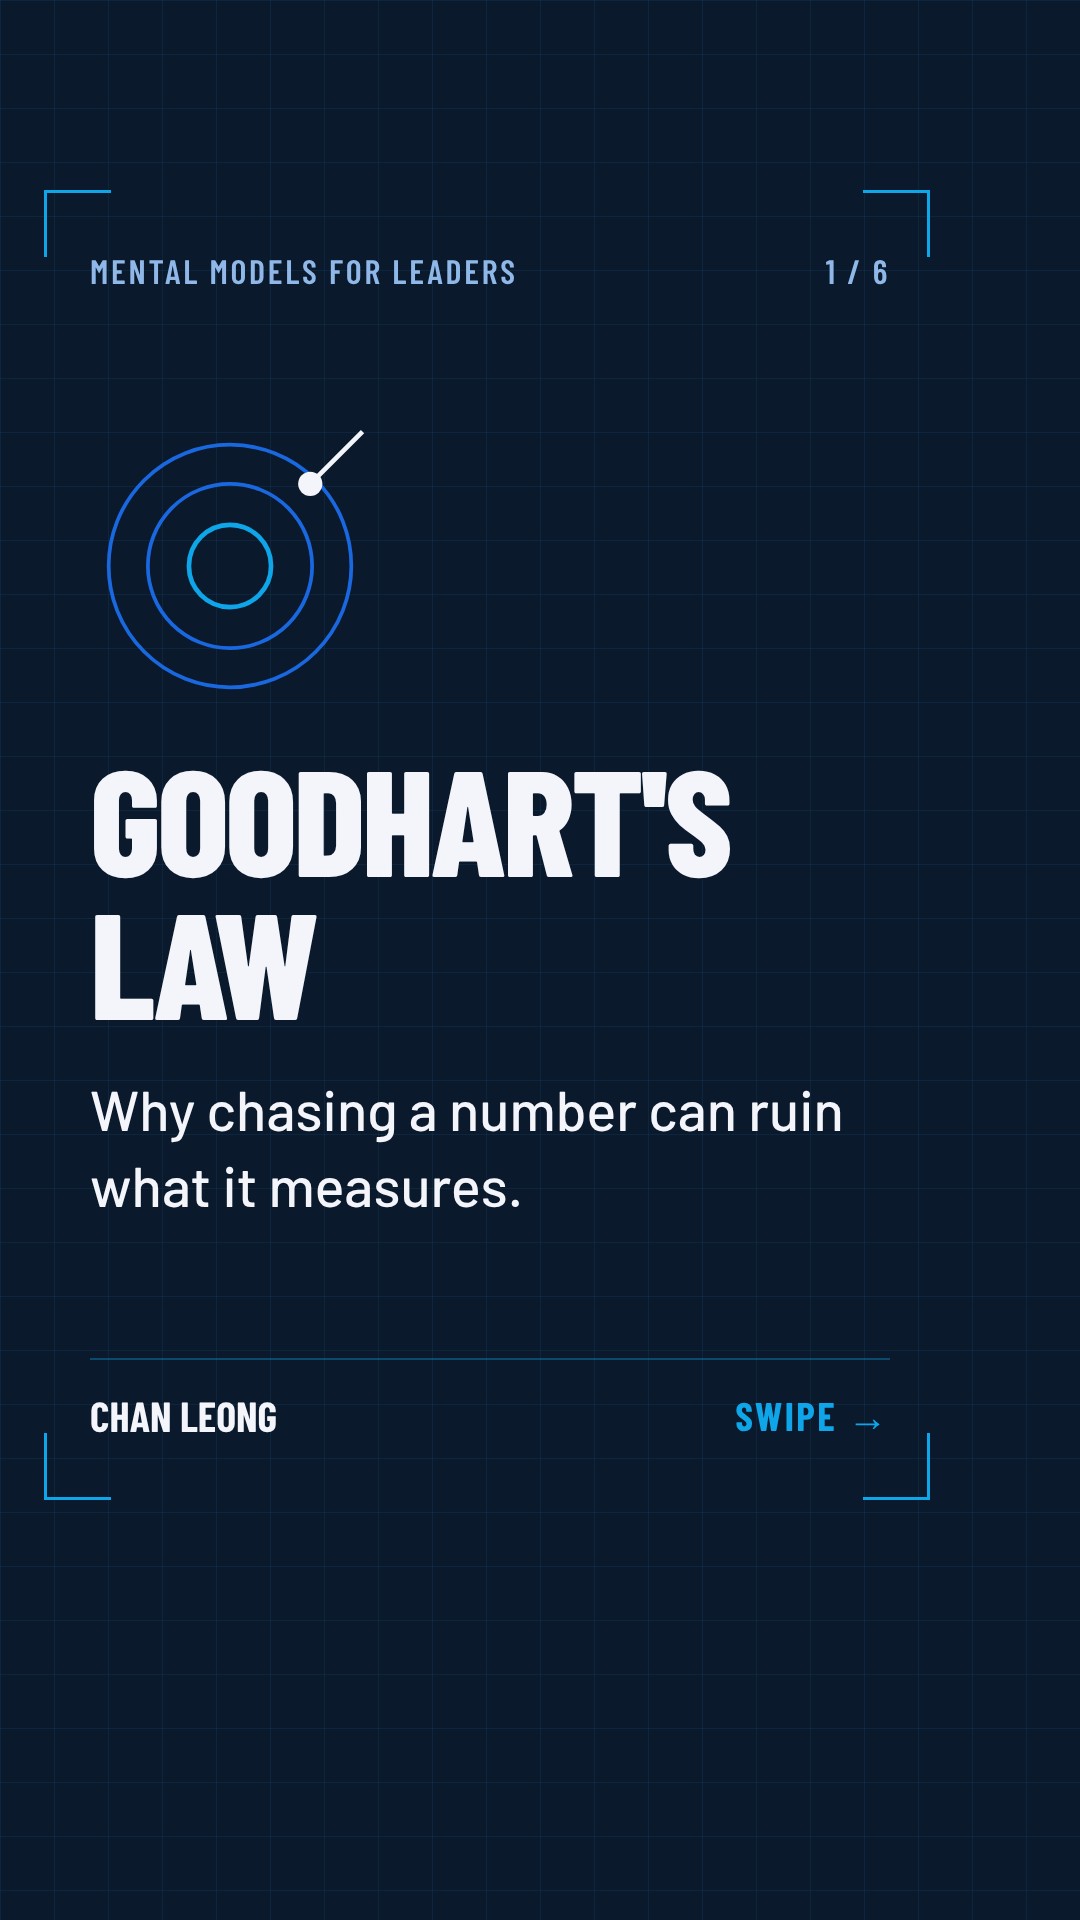 MENTAL MODELS FOR LEADERS
1 / 6
GOODHART'S
LAW
Why chasing a number can ruin
what it measures.
CHAN LEONG
SWIPE →